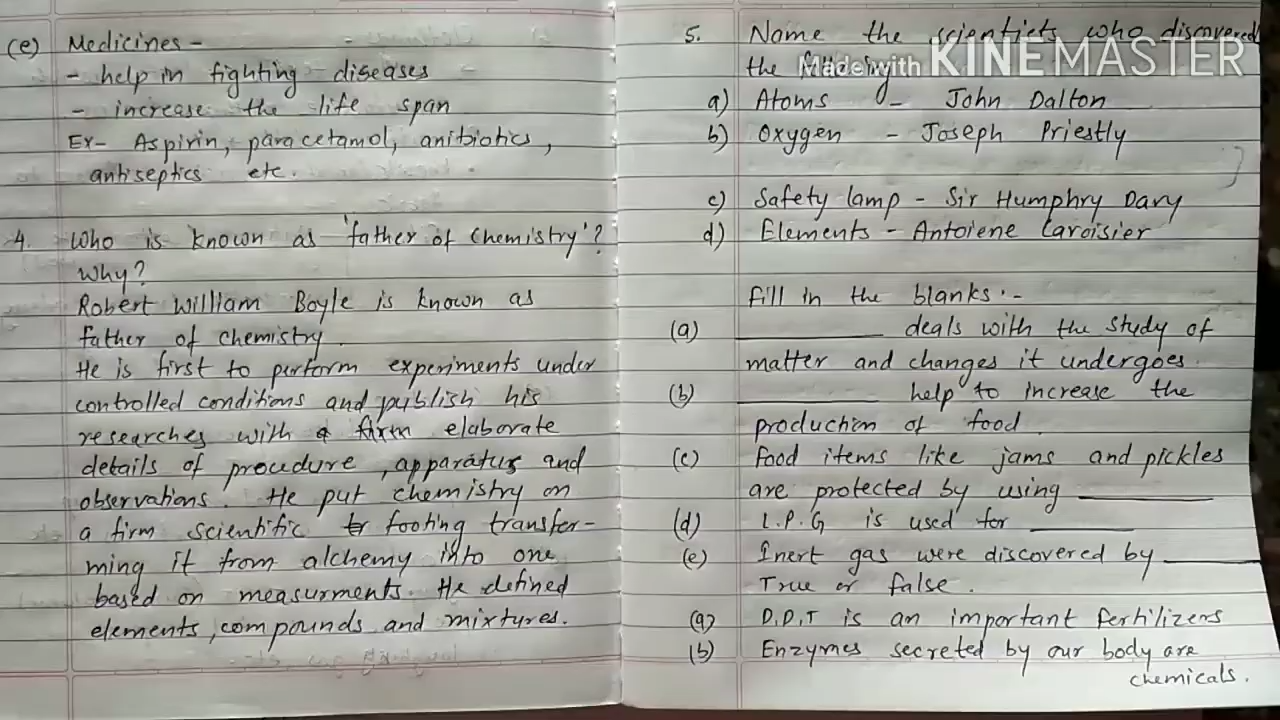 (e) Medicines -
- help in fighting diseases
- increase the life span
Ex- Aspirin, paracetamol, anitbiotics,
antiseptics etc.
4. Who is known as 'father of Chemistry'?
Why?
Robert William Boyle is known as
father of chemistry.
He is first to perform experiments under
controlled conditions and publish his
researches with elaborate
details of procedure, apparatus and
observations. He put chemistry on
a firm scientific footing transfer-
ming it from alchemy into one
based on measurments. He defined
elements, compounds and mixtures.
5. Name the scientists who discovered
the following
Made with KINEMASTER
a) Atoms - John Dalton
b) Oxygen - Joseph Priestly
c) Safety lamp - Sir Humphry Davy
d) Elements - Antoiene Lavoisier
Fill in the blanks :-
(a) ________ deals with the study of
matter and changes it undergoes.
(b) ________ help to increase the
production of food.
(c) Food items like jams and pickles
are protected by using ________
(d) L.P.G is used for ________
(e) Inert gas were discovered by ________
True or false.
(a) D.D.T is an important fertilizers
(b) Enzymes secreted by our body are
chemicals.